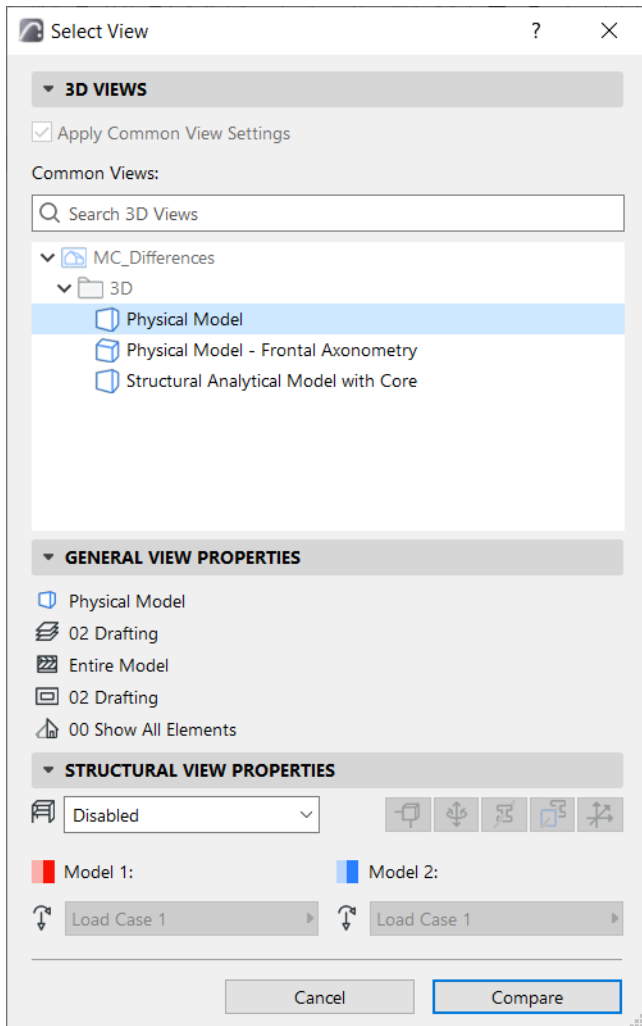 Select View
?
3D VIEWS
Apply Common View Settings
Common Views:
Search 3D Views
MC_Differences
3D
Physical Model
Physical Model - Frontal Axonometry
Structural Analytical Model with Core
GENERAL VIEW PROPERTIES
Physical Model
02 Drafting
Entire Model
02 Drafting
00 Show All Elements
STRUCTURAL VIEW PROPERTIES
Disabled
Model 1: Model 2:
Load Case 1 Load Case 1
Cancel Compare